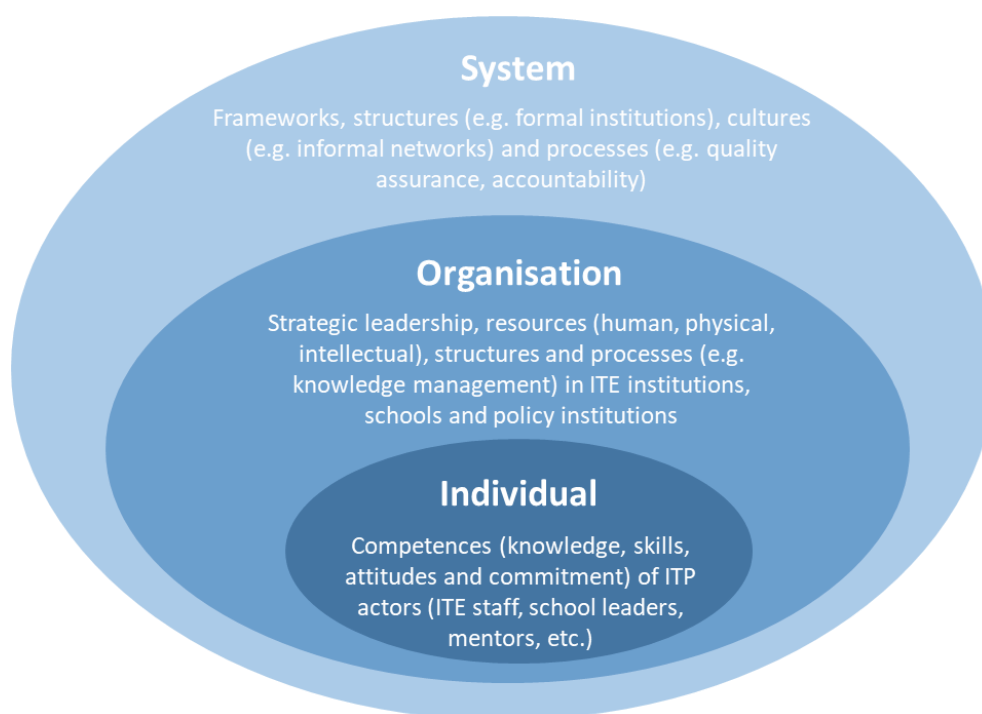 System
Frameworks, structures (e.g. formal institutions), cultures
(e.g. informal networks) and processes (e.g. quality
assurance, accountability)
Organisation
Strategic leadership, resources (human, physical,
intellectual), structures and processes (e.g.
knowledge management) in ITE institutions,
schools and policy institutions
Individual
Competences (knowledge, skills,
attitudes and commitment) of ITP
actors (ITE staff, school leaders,
mentors, etc.)